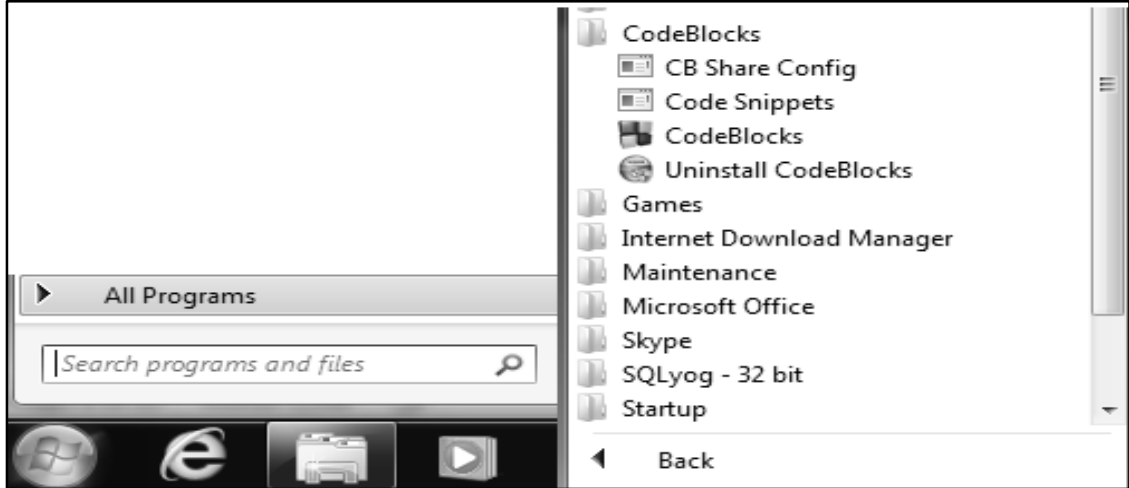 All Programs
Search programs and files
CodeBlocks
CB Share Config
Code Snippets
CodeBlocks
Uninstall CodeBlocks
Games
Internet Download Manager
Maintenance
Microsoft Office
Skype
SQLyog - 32 bit
Startup
Back